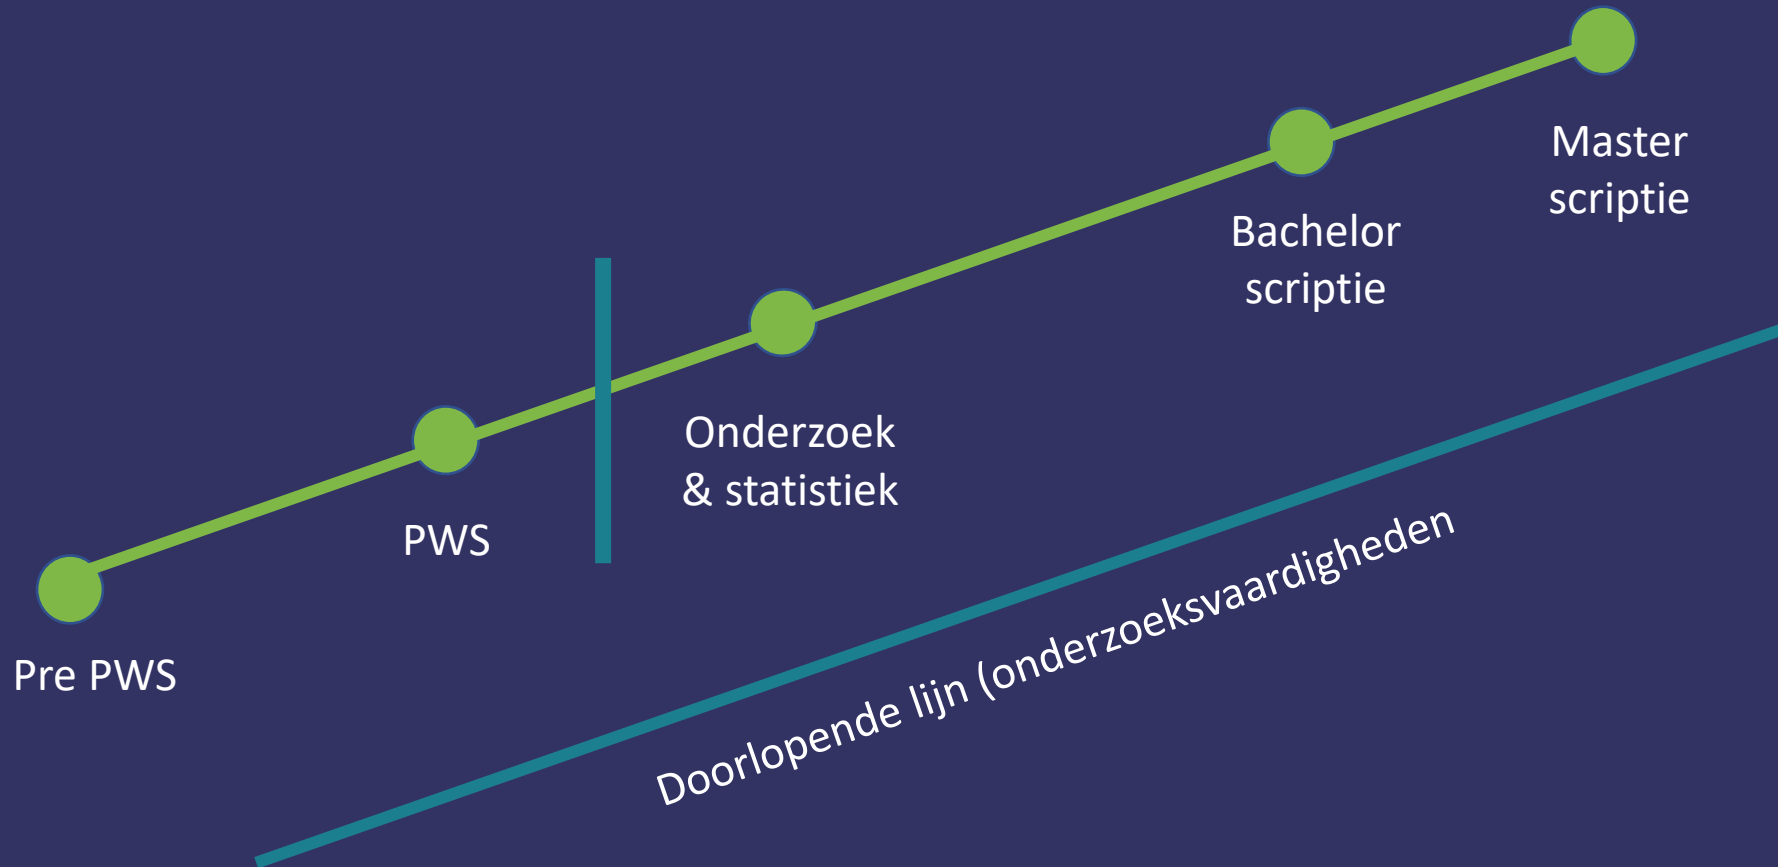 Pre PWS
PWS
Onderzoek
& statistiek
Bachelor
scriptie
Master
scriptie
Doorlopende lijn (onderzoeksvaardigheden